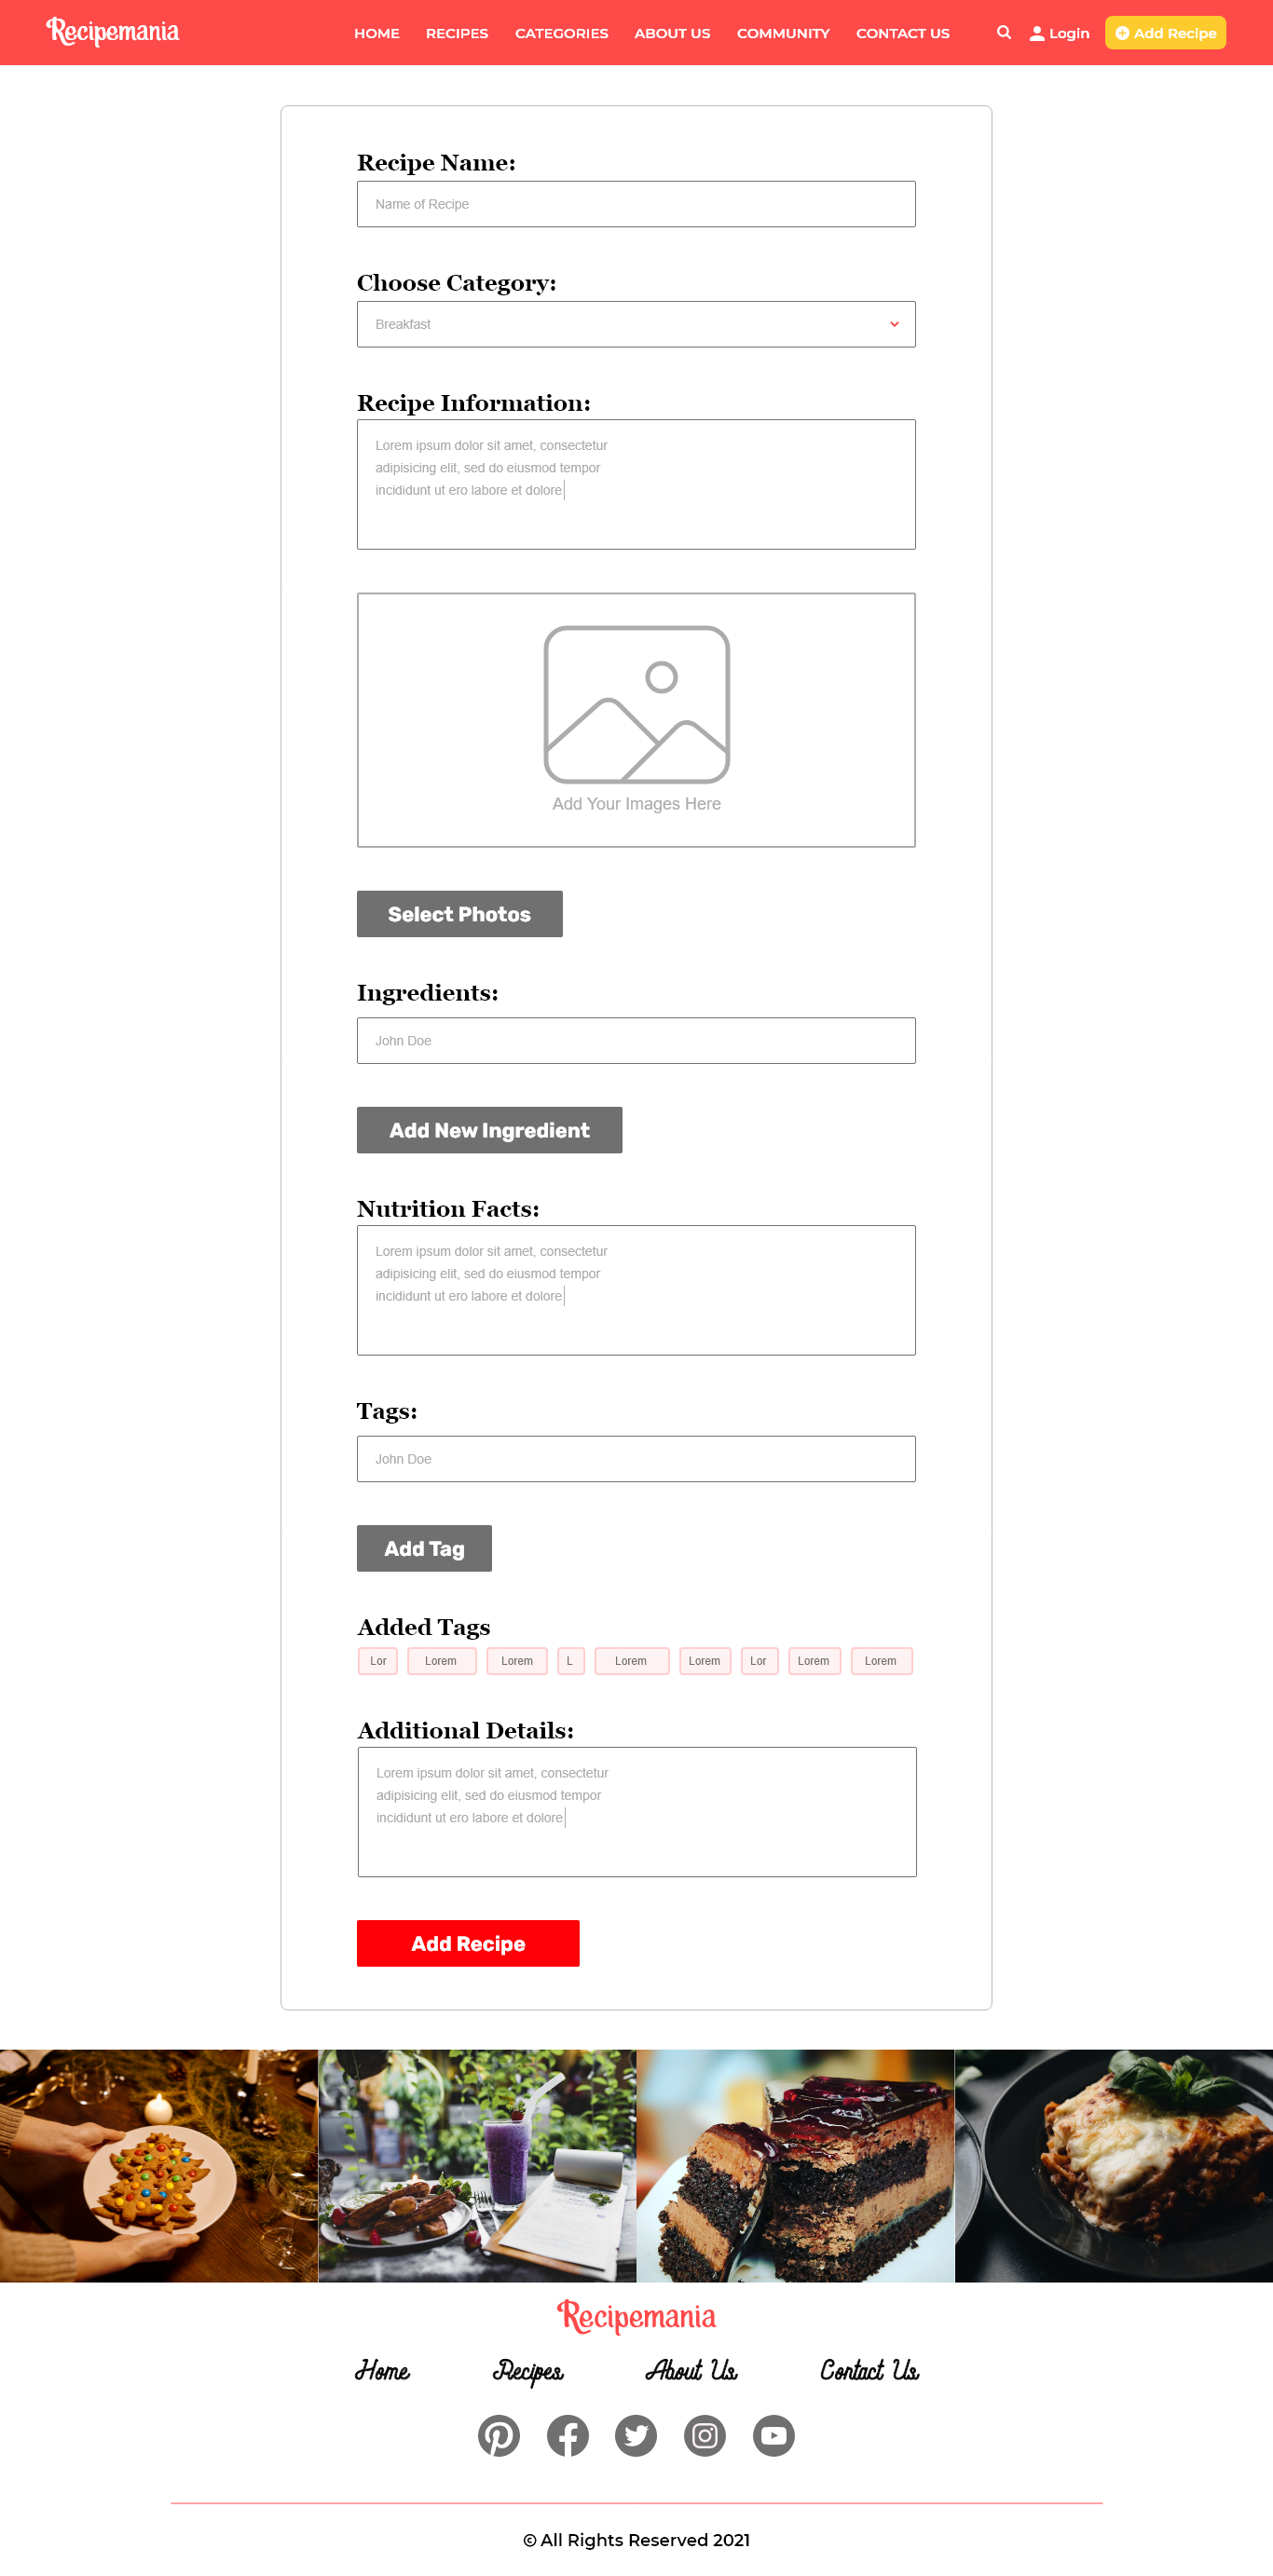 Recipemania
HOME RECIPES CATEGORIES ABOUT US COMMUNITY CONTACT US Login Add Recipe
Recipe Name:
Name of Recipe
Choose Category:
Breakfast
Recipe Information:
Lorem ipsum dolor sit amet, consectetur
adipisicing elit, sed do eiusmod tempor
incididunt ut ero labore et dolore
Add Your Images Here
Select Photos
Ingredients:
John Doe
Add New Ingredient
Nutrition Facts:
Lorem ipsum dolor sit amet, consectetur
adipisicing elit, sed do eiusmod tempor
incididunt ut ero labore et dolore
Tags:
John Doe
Add Tag
Added Tags
Lor Lorem Lorem L Lorem Lorem Lor Lorem Lorem
Additional Details:
Lorem ipsum dolor sit amet, consectetur
adipisicing elit, sed do eiusmod tempor
incididunt ut ero labore et dolore
Add Recipe
Recipemania
Home Recipes About Us Contact Us
© All Rights Reserved 2021